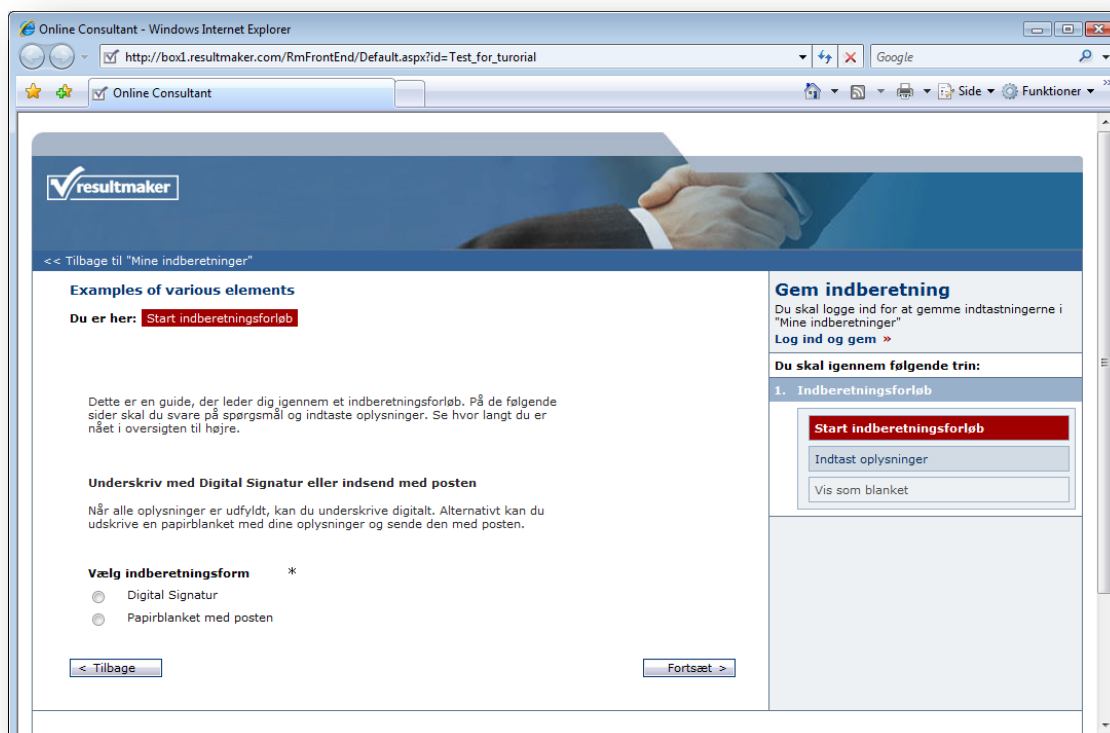 Online Consultant - Windows Internet Explorer
http://box1.resultmaker.com/RmFrontEnd/Default.aspx?id=Test_for_turorial
Google
Online Consultant
Side
Funktioner
resultmaker
<< Tilbage til "Mine indberetninger"
Examples of various elements
Du er her: Start indberetningsforløb
Dette er en guide, der leder dig igennem et indberetningsforløb. På de følgende
sider skal du svare på spørgsmål og indtaste oplysninger. Se hvor langt du er
nået i oversigten til højre.
Underskriv med Digital Signatur eller indsend med posten
Når alle oplysninger er udfyldt, kan du underskrive digitalt. Alternativt kan du
udskrive en papirblanket med dine oplysninger og sende den med posten.
Vælg indberetningsform *
Digital Signatur
Papirblanket med posten
< Tilbage
Fortsæt >
Gem indberetning
Du skal logge ind for at gemme indtastningerne i
"Mine indberetninger"
Log ind og gem »
Du skal igennem følgende trin:
1. Indberetningsforløb
Start indberetningsforløb
Indtast oplysninger
Vis som blanket